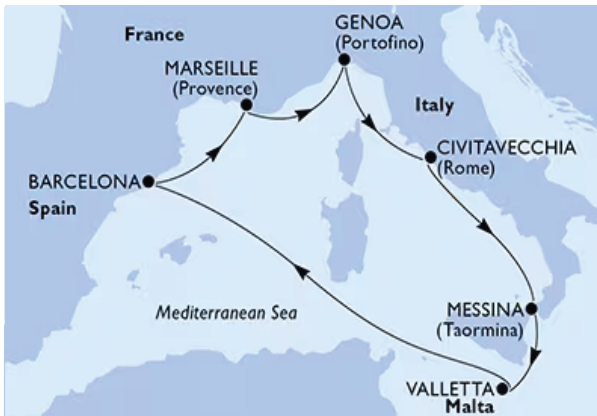 GENOA
(Portofino)
France
MARSEILLE
(Provence)
Italy
CIVITAVECCHIA
(Rome)
BARCELONA
Spain
Mediterranean Sea
MESSINA
(Taormina)
VALLETTA
Malta